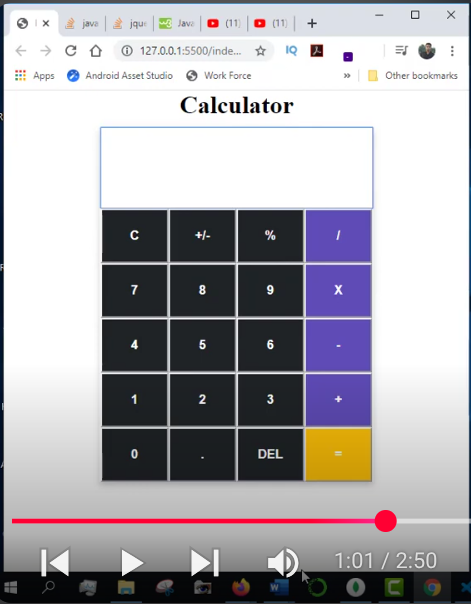 java
jque
Java
(11)
(11)
127.0.0.1:5500/inde...
IQ
Apps
Android Asset Studio
Work Force
»
Other bookmarks
Calculator
C +/- % /
7 8 9 X
4 5 6 -
1 2 3 +
0 . DEL =
1:01 / 2:50